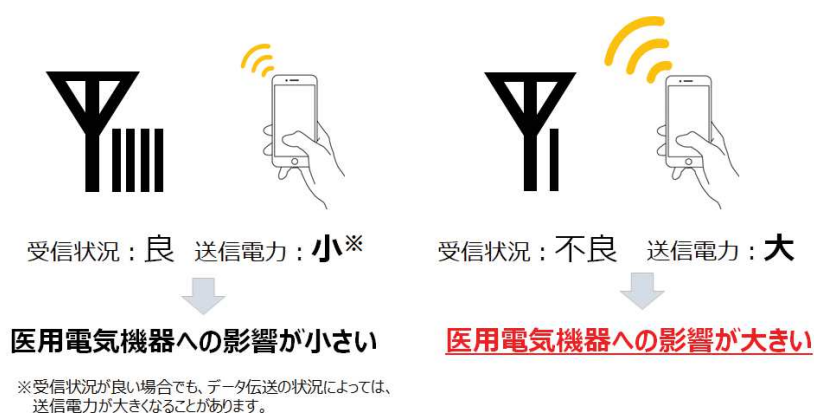 受信状況：良 送信電力：小※
医用電気機器への影響が小さい
※受信状況が良い場合でも、データ伝送の状況によっては、
送信電力が大きくなることがあります。
受信状況：不良 送信電力：大
医用電気機器への影響が大きい